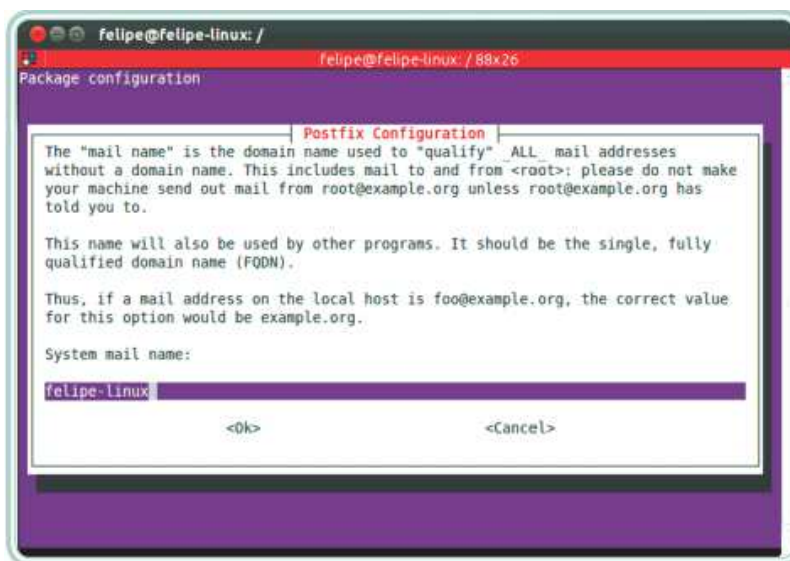 felipe@felipe-linux: /
felipe@felipe-linux: / 88x26
Package configuration
Postfix Configuration
The "mail name" is the domain name used to "qualify" _ALL_ mail addresses
without a domain name. This includes mail to and from <root>: please do not make
your machine send out mail from root@example.org unless root@example.org has
told you to.
This name will also be used by other programs. It should be the single, fully
qualified domain name (FQDN).
Thus, if a mail address on the local host is foo@example.org, the correct value
for this option would be example.org.
System mail name:
felipe-linux
<Ok> <Cancel>